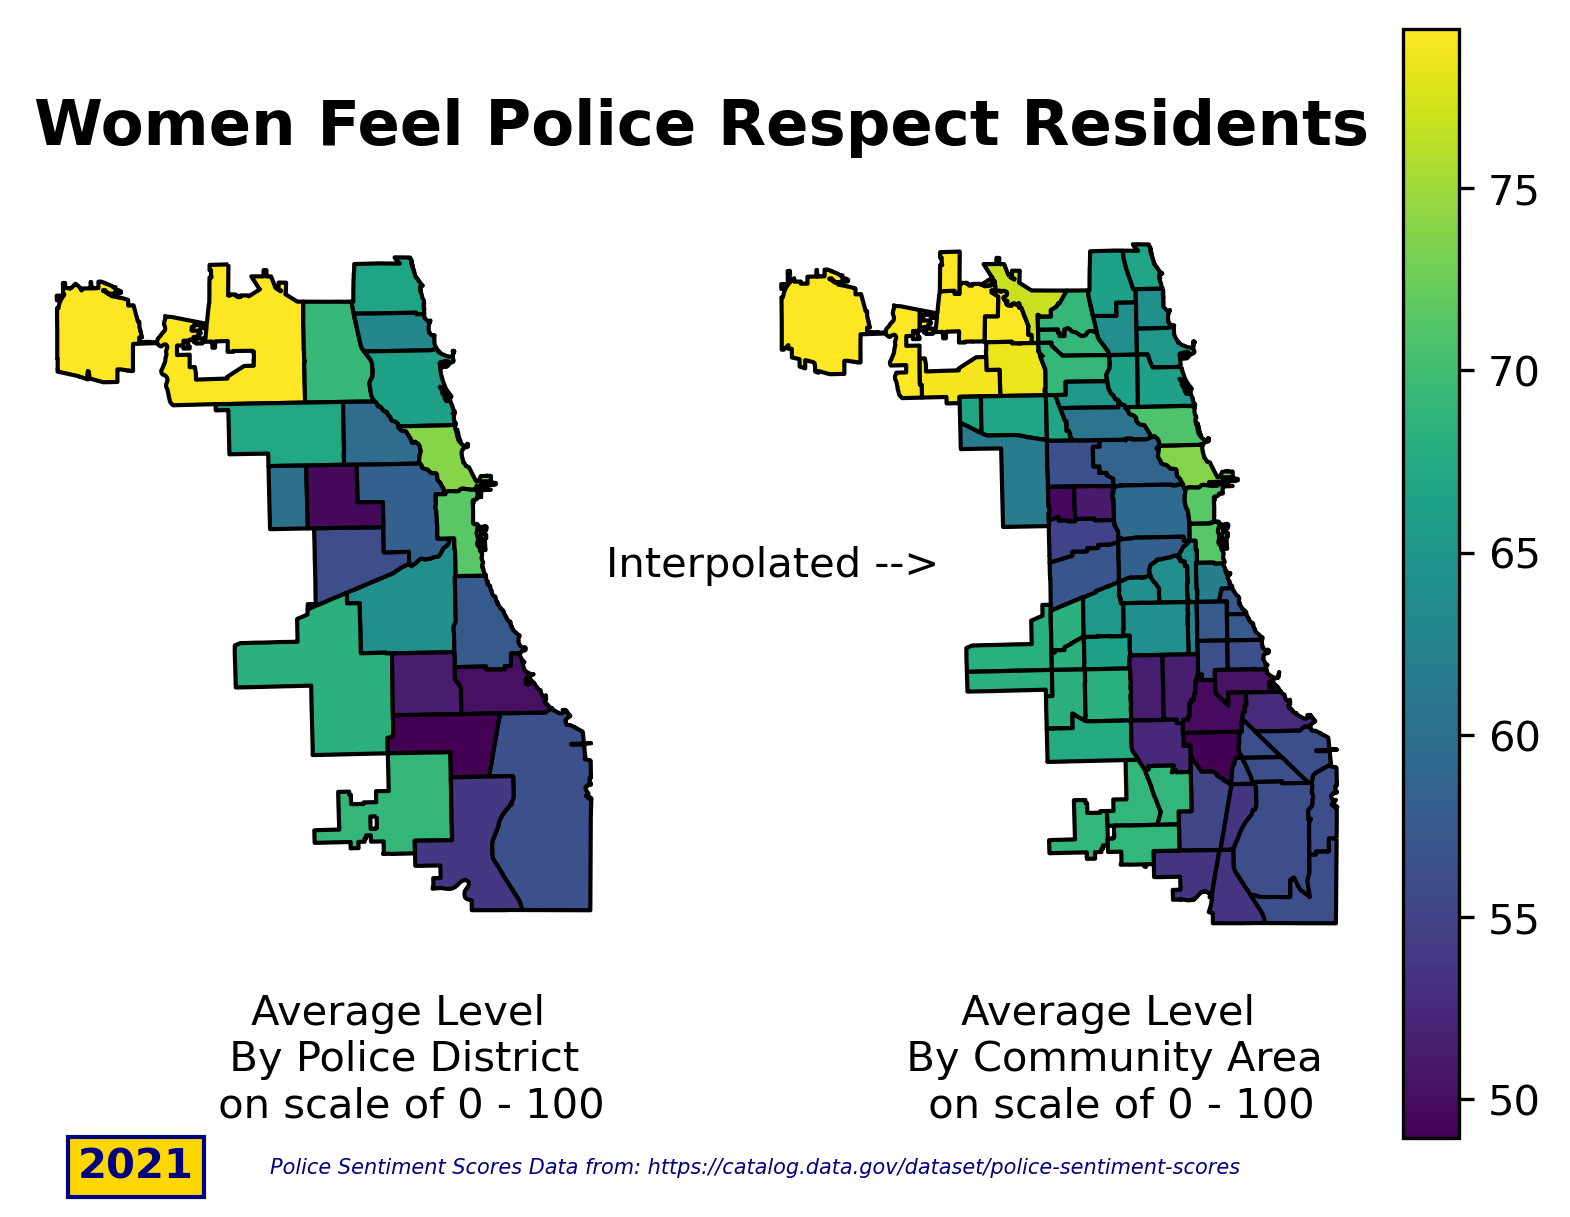 Women Feel Police Respect Residents
75
70
65
60
55
50
Interpolated -->
Average Level
By Police District
on scale of 0 - 100
Average Level
By Community Area
on scale of 0 - 100
2021
Police Sentiment Scores Data from: https://catalog.data.gov/dataset/police-sentiment-scores